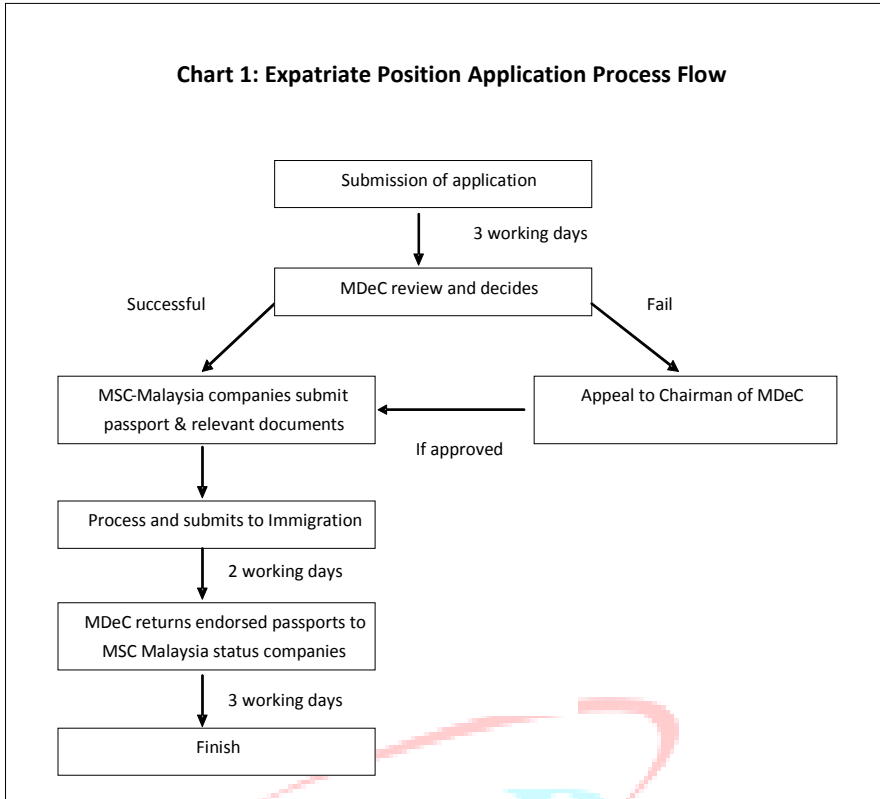 Chart 1: Expatriate Position Application Process Flow
Submission of application
3 working days
MDeC review and decides
Successful
Fail
MSC-Malaysia companies submit
passport & relevant documents
Appeal to Chairman of MDeC
If approved
Process and submits to Immigration
2 working days
MDeC returns endorsed passports to
MSC Malaysia status companies
3 working days
Finish